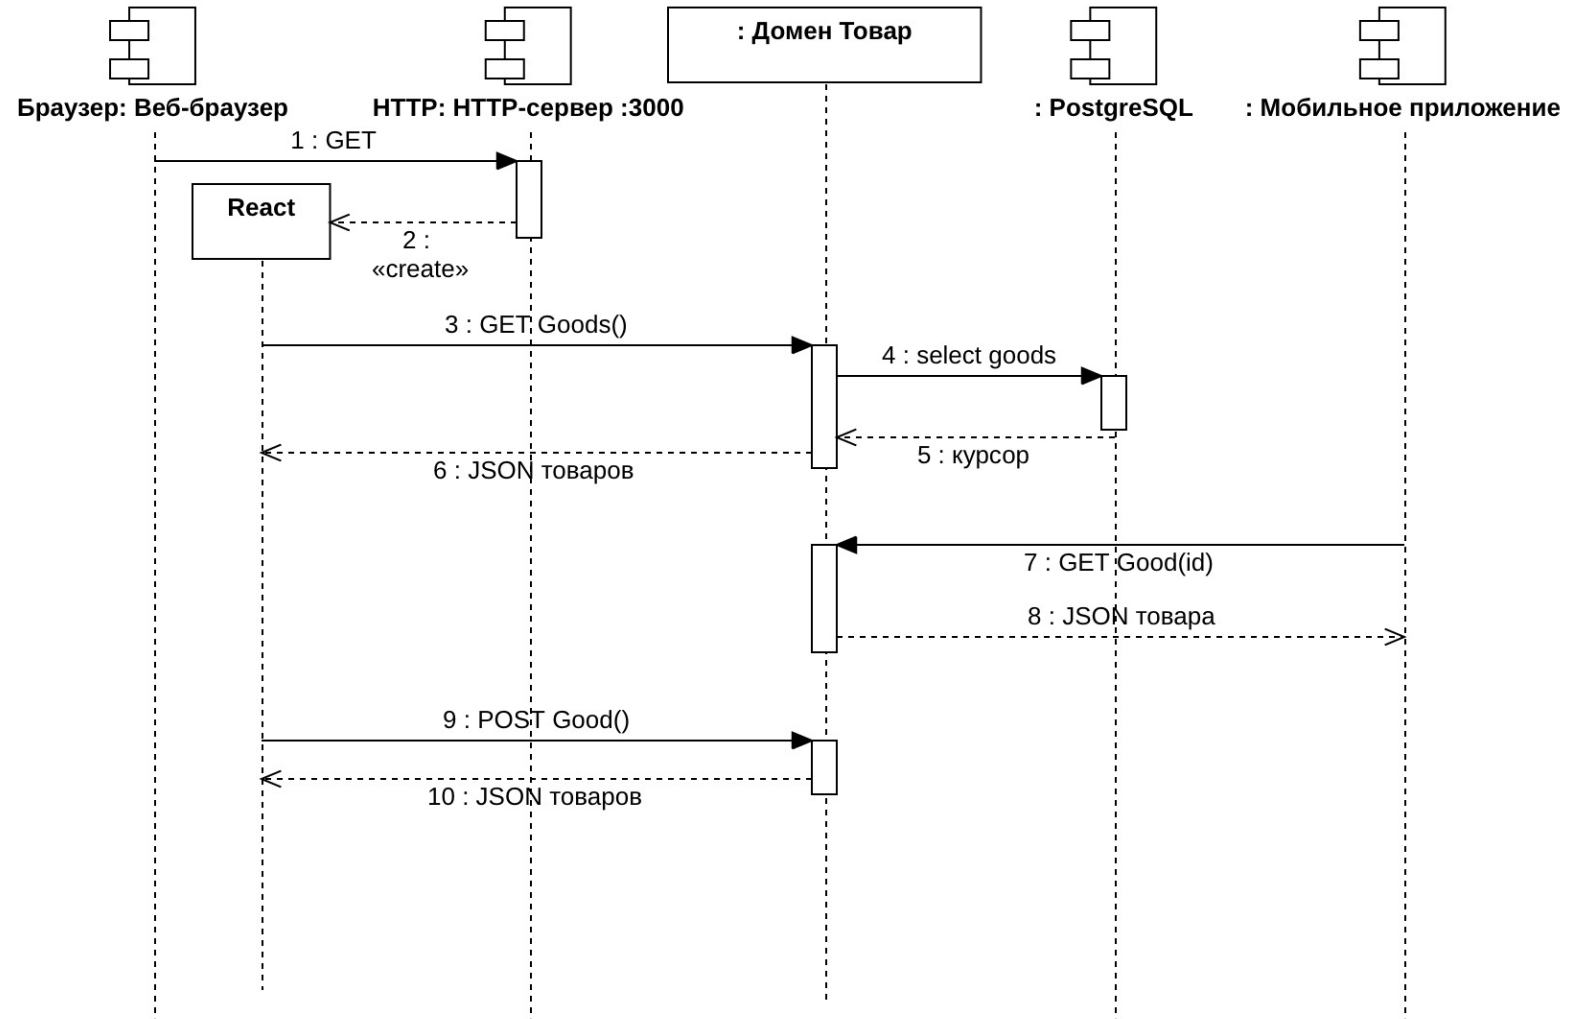 : Домен Товар
Браузер: Веб-браузер
HTTP: HTTP-сервер :3000
: PostgreSQL
: Мобильное приложение
1 : GET
React
2 :
«create»
3 : GET Goods()
4 : select goods
5 : курсор
6 : JSON товаров
7 : GET Good(id)
8 : JSON товара
9 : POST Good()
10 : JSON товаров